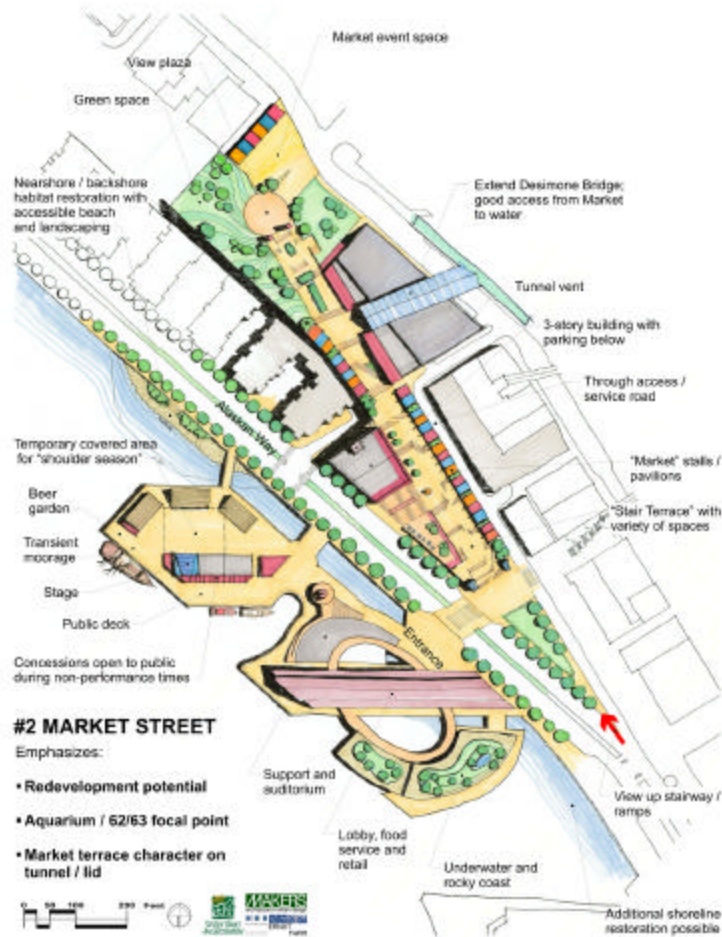 Market event space
View plaza
Green space
Nearshore / backshore
habitat restoration with
accessible beach
and landscaping
Extend Desimone Bridge;
good access from Market
to water
Tunnel vent
3-story building with
parking below
Through access /
service road
Alaskan Way
Temporary covered area
for "shoulder season"
"Market" stalls /
pavilions
Beer
garden
"Stair Terrace" with
variety of spaces
Transient
moorage
Stage
Public deck
Entrance
Concessions open to public
during non-performance times
#2 MARKET STREET
Emphasizes:
• Redevelopment potential
• Aquarium / 62/63 focal point
• Market terrace character on
tunnel / lid
Support and
auditorium
View up stairway /
ramps
Lobby, food
service and
retail
Underwater and
rocky coast
Additional shoreline
restoration possible
0 50 100 200 Feet
MAKERS